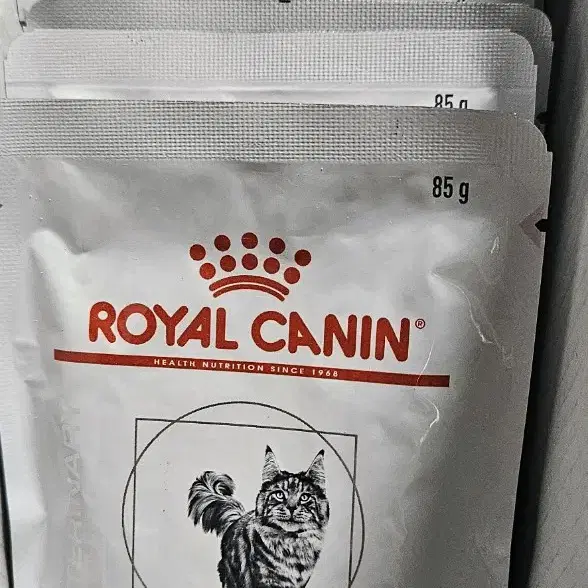 85 g
85 g
ROYAL CANIN®
HEALTH NUTRITION SINCE 1968